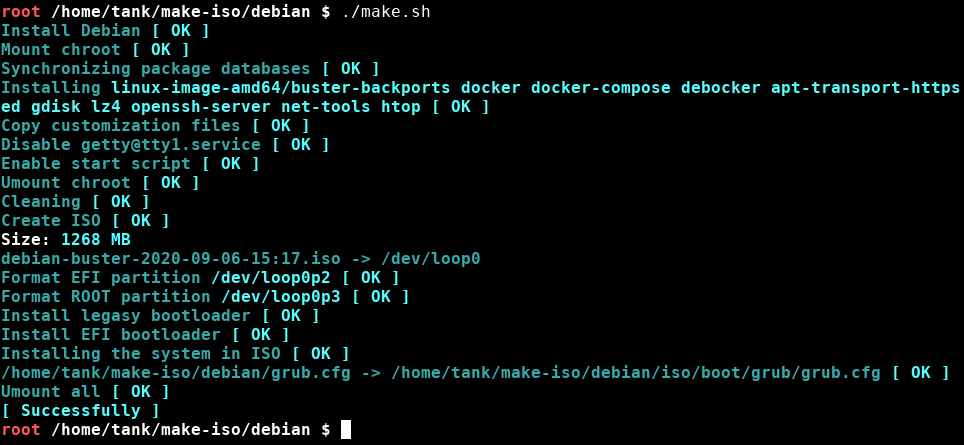 root /home/tank/make-iso/debian $ ./make.sh
Install Debian [ OK ]
Mount chroot [ OK ]
Synchronizing package databases [ OK ]
Installing linux-image-amd64/buster-backports docker docker-compose debocker apt-transport-https
ed gdisk lz4 openssh-server net-tools htop [ OK ]
Copy customization files [ OK ]
Disable getty@tty1.service [ OK ]
Enable start script [ OK ]
Umount chroot [ OK ]
Cleaning [ OK ]
Create ISO [ OK ]
Size: 1268 MB
debian-buster-2020-09-06-15:17.iso -> /dev/loop0
Format EFI partition /dev/loop0p2 [ OK ]
Format ROOT partition /dev/loop0p3 [ OK ]
Install legasy bootloader [ OK ]
Install EFI bootloader [ OK ]
Installing the system in ISO [ OK ]
/home/tank/make-iso/debian/grub.cfg -> /home/tank/make-iso/debian/iso/boot/grub/grub.cfg [ OK ]
Umount all [ OK ]
[ Successfully ]
root /home/tank/make-iso/debian $